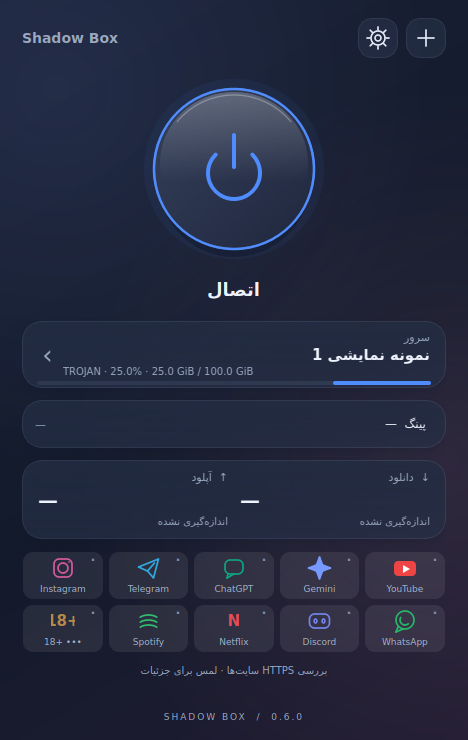 Shadow Box
اتصال
سرور
نمونه نمایشی 1
TROJAN · 25.0% · 25.0 GiB / 100.0 GiB
پینگ — —
↓ دانلود ↑ آپلود
— —
اندازه‌گیری نشده اندازه‌گیری نشده
Instagram Telegram ChatGPT Gemini YouTube
18+ ••• Spotify N Netflix Discord WhatsApp
بررسی HTTPS سایت‌ها · لمس برای جزئیات
SHADOW BOX / 0.6.0